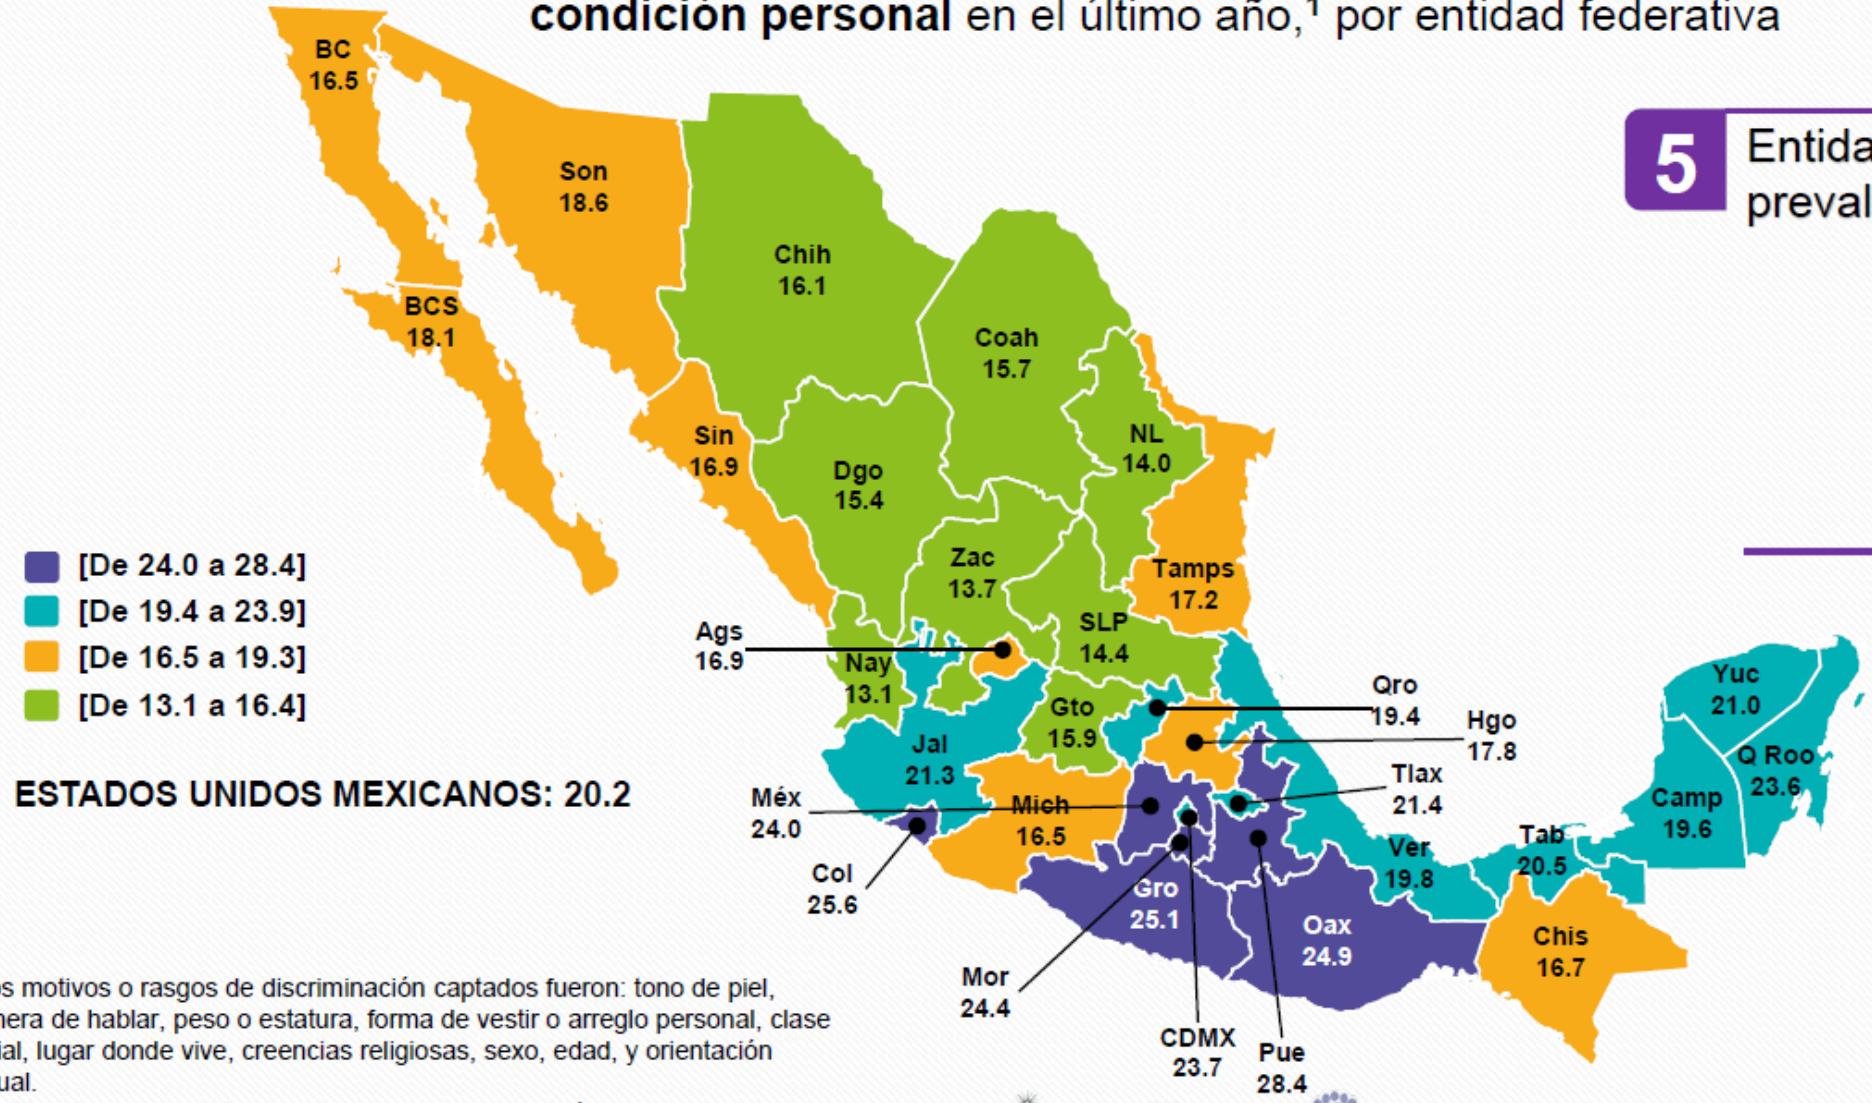 condición personal en el último año,¹ por entidad federativa
BC
16.5
Son
18.6
Chih
16.1
5
Entida
preval
BCS
18.1
Coah
15.7
Sin
16.9
Dgo
15.4
NL
14.0
[De 24.0 a 28.4]
[De 19.4 a 23.9]
[De 16.5 a 19.3]
[De 13.1 a 16.4]
Zac
13.7
Tamps
17.2
Ags
16.9
SLP
14.4
Nay
13.1
Gto
15.9
Qro
19.4
Hgo
17.8
Yuc
21.0
Q Roo
23.6
Jal
21.3
ESTADOS UNIDOS MEXICANOS: 20.2
Méx
24.0
Mich
16.5
Tlax
21.4
Camp
19.6
Col
25.6
Ver
19.8
Tab
20.5
Gro
25.1
Oax
24.9
Chis
16.7
Mor
24.4
CDMX
23.7
Pue
28.4
os motivos o rasgos de discriminación captados fueron: tono de piel,
nera de hablar, peso o estatura, forma de vestir o arreglo personal, clase
ial, lugar donde vive, creencias religiosas, sexo, edad, y orientación
ual.